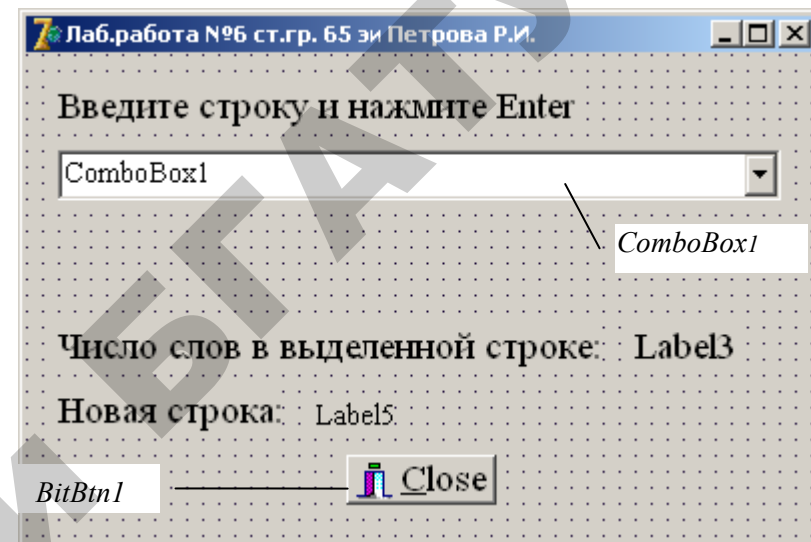 Лаб.работа №6 ст.гр. 65 эи Петрова Р.И.
Введите строку и нажмите Enter
ComboBox1
ComboBox1
Число слов в выделенной строке: Label3
Новая строка: Label5
Close
BitBtn1
И БГАТУ